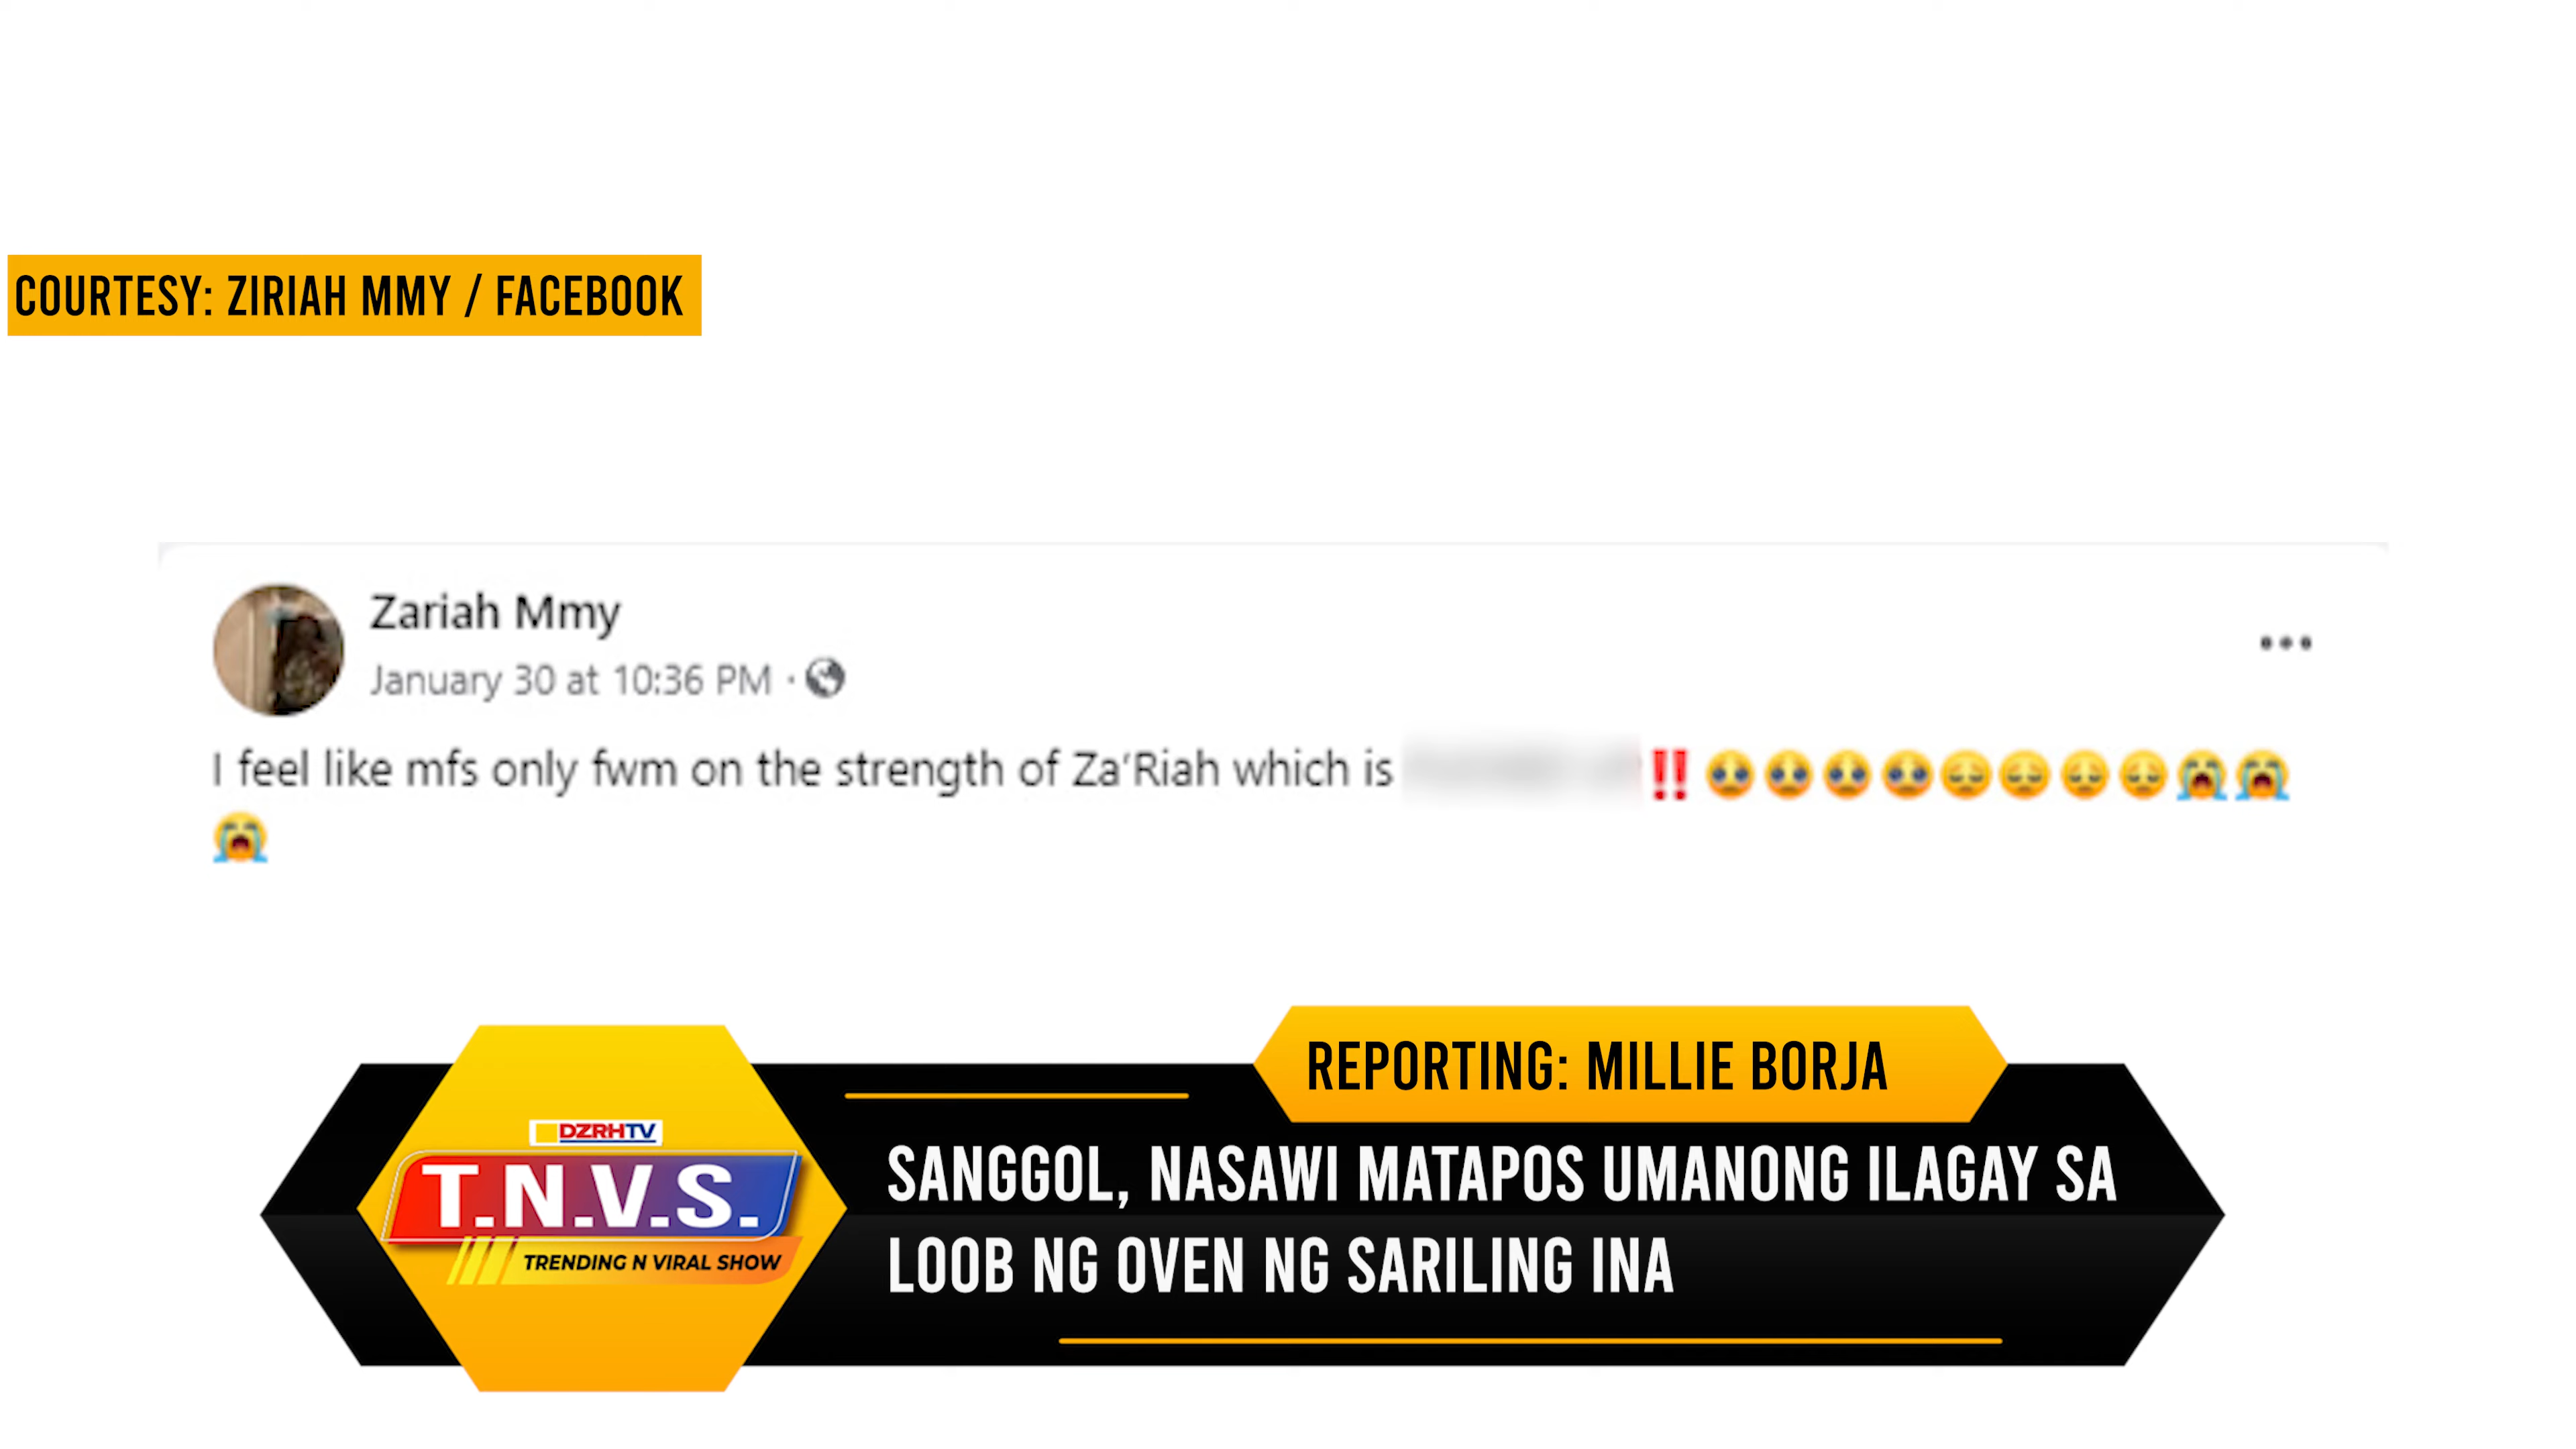 COURTESY: ZIRIAH MMY / FACEBOOK
Zariah Mmy
January 30 at 10:36 PM ·
I feel like mfs only fwm on the strength of Za'Riah which is ‼️🥺🥺🥺🥺😔😔😔😔😭😭
😭
REPORTING: MILLIE BORJA
DZRHTV
T.N.V.S.
TRENDING N VIRAL SHOW
SANGGOL, NASAWI MATAPOS UMANONG ILAGAY SA
LOOB NG OVEN NG SARILING INA